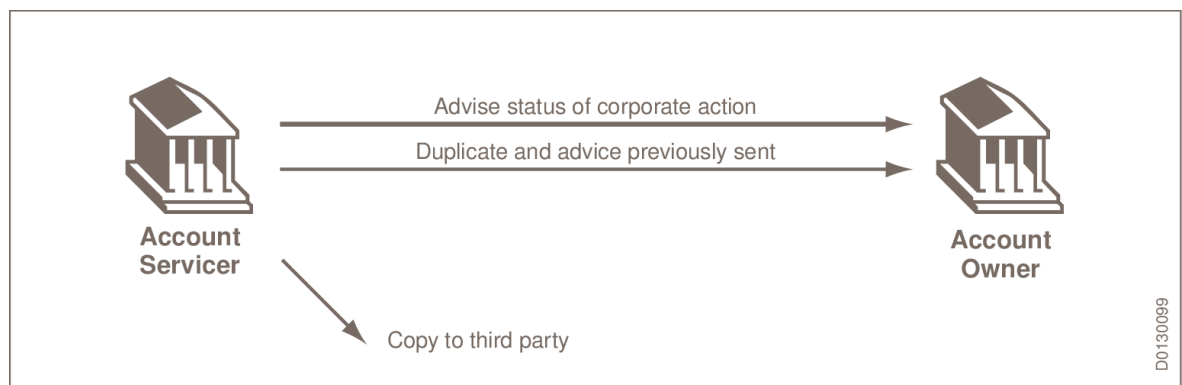 Advise status of corporate action
Duplicate and advice previously sent
Account
Servicer
Account
Owner
Copy to third party
D0130099